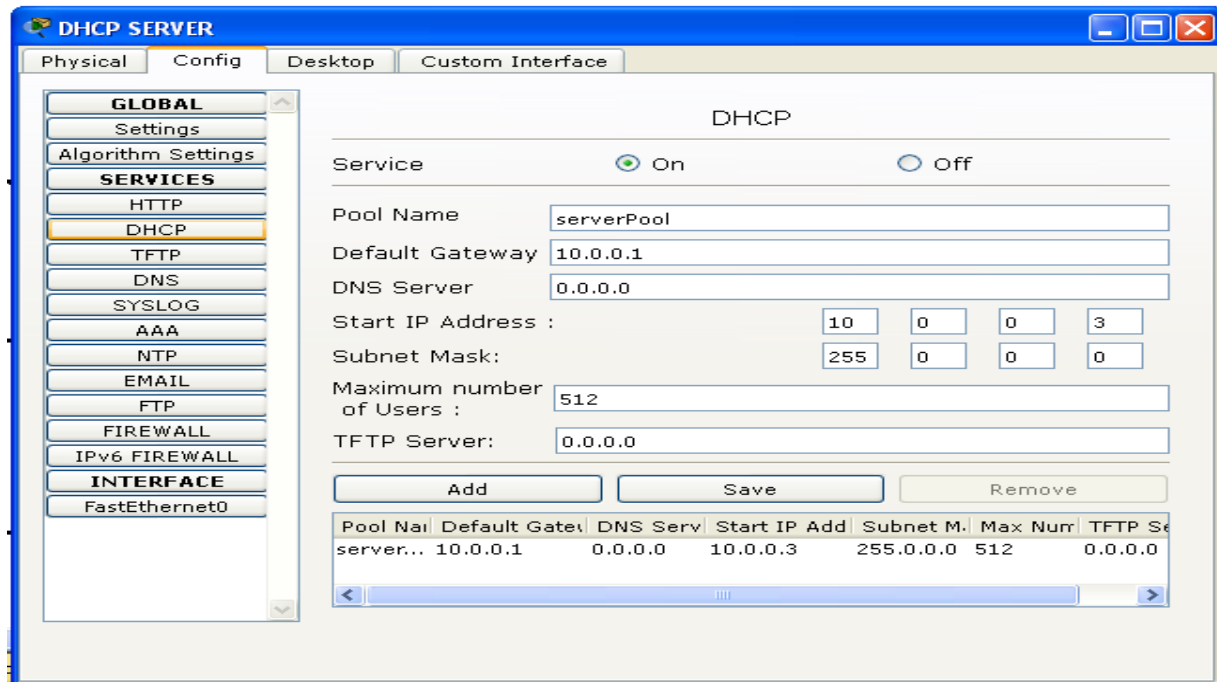 DHCP SERVER
Physical Config Desktop Custom Interface
GLOBAL
Settings
Algorithm Settings
SERVICES
HTTP
DHCP
TFTP
DNS
SYSLOG
AAA
NTP
EMAIL
FTP
FIREWALL
IPv6 FIREWALL
INTERFACE
FastEthernet0
DHCP
Service On Off
Pool Name serverPool
Default Gateway 10.0.0.1
DNS Server 0.0.0.0
Start IP Address : 10 0 0 3
Subnet Mask: 255 0 0 0
Maximum number
of Users : 512
TFTP Server: 0.0.0.0
Add Save Remove
Pool Nar Default Gatew DNS Serv Start IP Add Subnet M. Max Num TFTP Se
server... 10.0.0.1 0.0.0.0 10.0.0.3 255.0.0.0 512 0.0.0.0